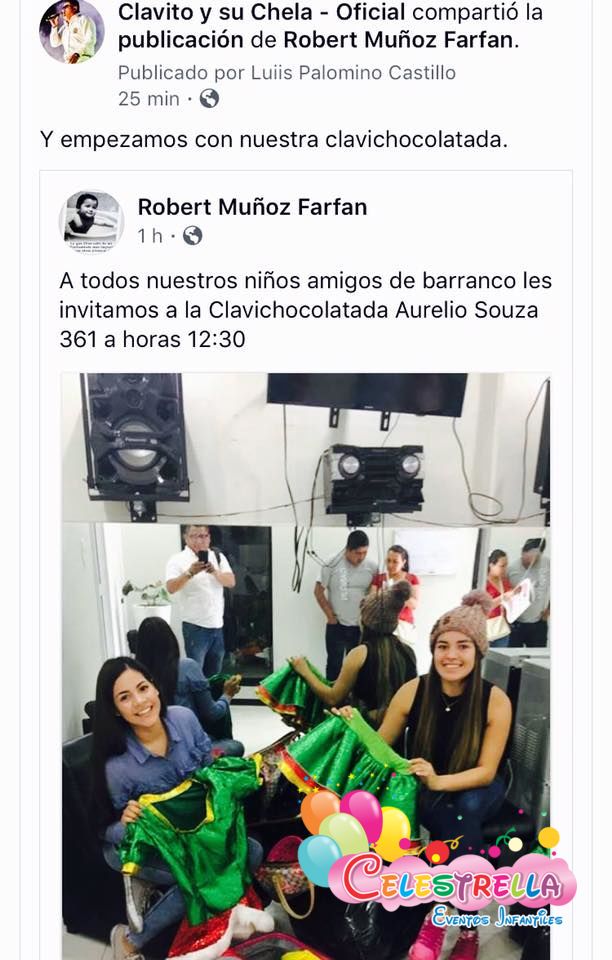 Clavito y su Chela - Oficial compartió la
publicación de Robert Muñoz Farfan.
Publicado por Luiis Palomino Castillo
25 min ·
Y empezamos con nuestra clavichocolatada.
Robert Muñoz Farfan
1 h ·
A todos nuestros niños amigos de barranco les
invitamos a la Clavichocolatada Aurelio Souza
361 a horas 12:30
Panasonic
CELESTRELLA
EVENTOS INFANTILES